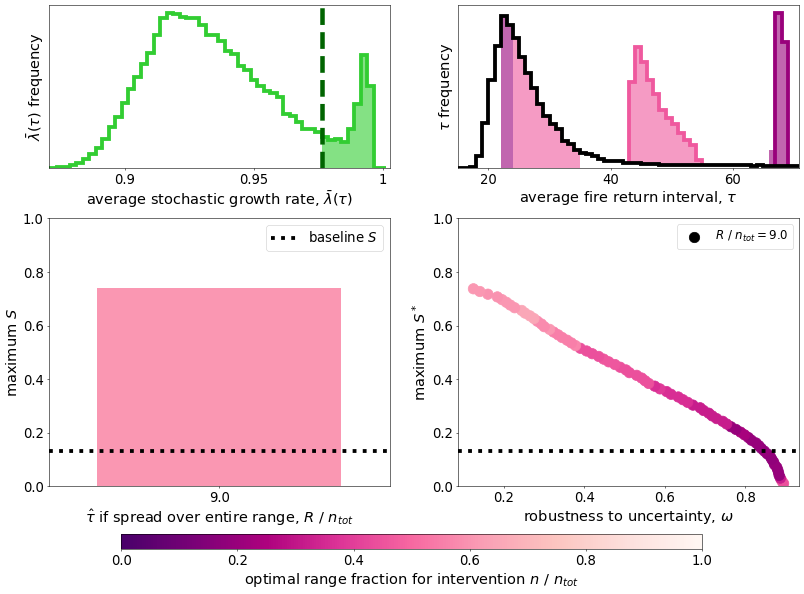 λ̄(τ) frequency
0.9 0.95 1
average stochastic growth rate, λ̄(τ)
τ frequency
20 40 60
average fire return interval, τ
maximum S
1.0
0.8
0.6
0.4
0.2
0.0
baseline S
9.0
τ̂ if spread over entire range, R / n_tot
maximum S*
1.0
0.8
0.6
0.4
0.2
0.0
R / n_tot = 9.0
0.2 0.4 0.6 0.8
robustness to uncertainty, ω
0.0 0.2 0.4 0.6 0.8 1.0
optimal range fraction for intervention n / n_tot